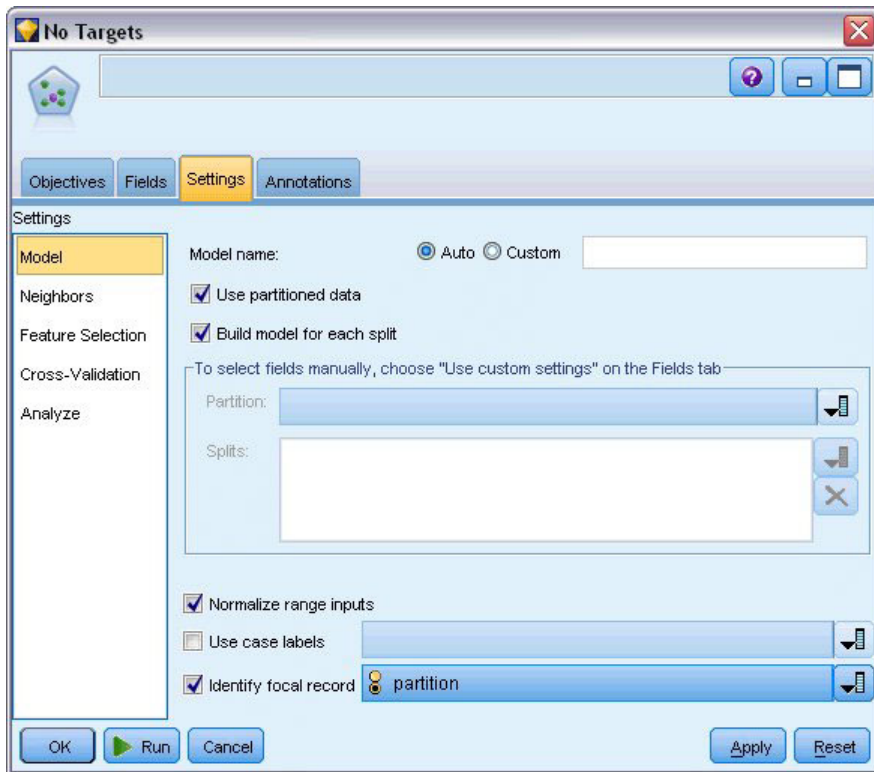 No Targets
Objectives Fields Settings Annotations
Settings
Model
Neighbors
Feature Selection
Cross-Validation
Analyze
Model name: Auto Custom
Use partitioned data
Build model for each split
To select fields manually, choose "Use custom settings" on the Fields tab
Partition:
Splits:
Normalize range inputs
Use case labels
Identify focal record partition
OK Run Cancel Apply Reset